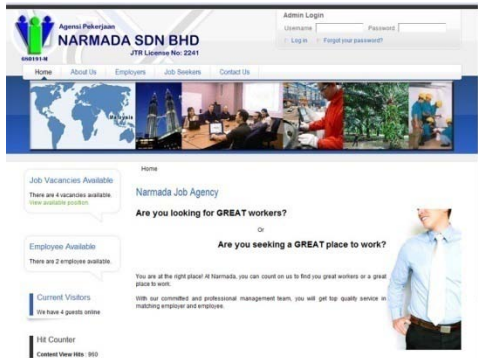 Agensi Pekerjaan
NARMADA SDN BHD
JTR License No: 2241
Admin Login
Username
Password
Log in
Forgot your password?
Home
About Us
Employers
Job Seekers
Contact Us
Malaysia
Home
Job Vacancies Available
There are 4 vacancies available.
View available position.
Employee Available
There are 2 employee available.
Current Visitors
We have 4 guests online
Hit Counter
Content View Hits : 860
Narmada Job Agency
Are you looking for GREAT workers?
Or
Are you seeking a GREAT place to work?
You are at the right place! At Narmada, you can count on us to find you great workers or a great
place to work.
With our committed and professional management team, you will get top quality service in
matching employer and employee.